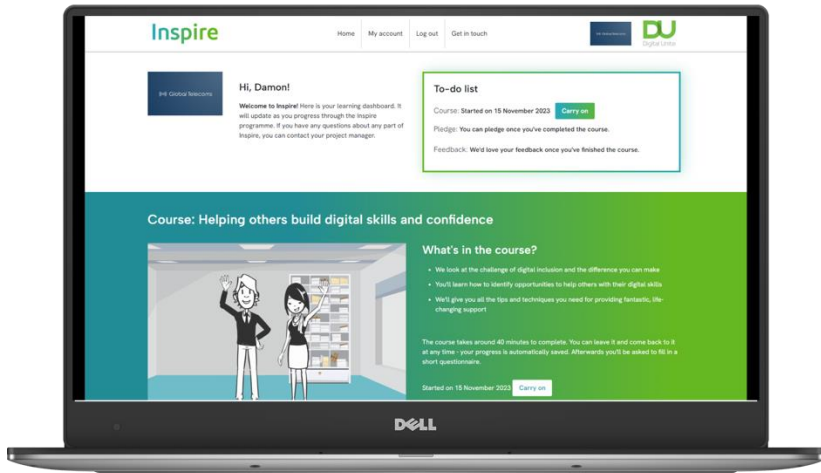 Inspire
Home
My account
Log out
Get in touch
DU
Digital Unite
Global Telecoms
Hi, Damon!
Welcome to Inspire! Here is your learning dashboard. It
will update as you progress through the Inspire
programme. If you have any questions about any part of
Inspire, you can contact your project manager.
To-do list
Course: Started on 15 November 2023 Carry on
Pledge: You can pledge once you've completed the course.
Feedback: We'd love your feedback once you've finished the course.
Course: Helping others build digital skills and confidence
What's in the course?
• We look at the challenge of digital inclusion and the difference you can make
• You'll learn how to identify opportunities to help others with their digital skills
• We'll give you all the tips and techniques you need for providing fantastic, life-
changing support
The course takes around 40 minutes to complete. You can leave it and come back to it
at any time - your progress is automatically saved. Afterwards you'll be asked to fill in a
short questionnaire.
Started on 15 November 2023 Carry on
DELL